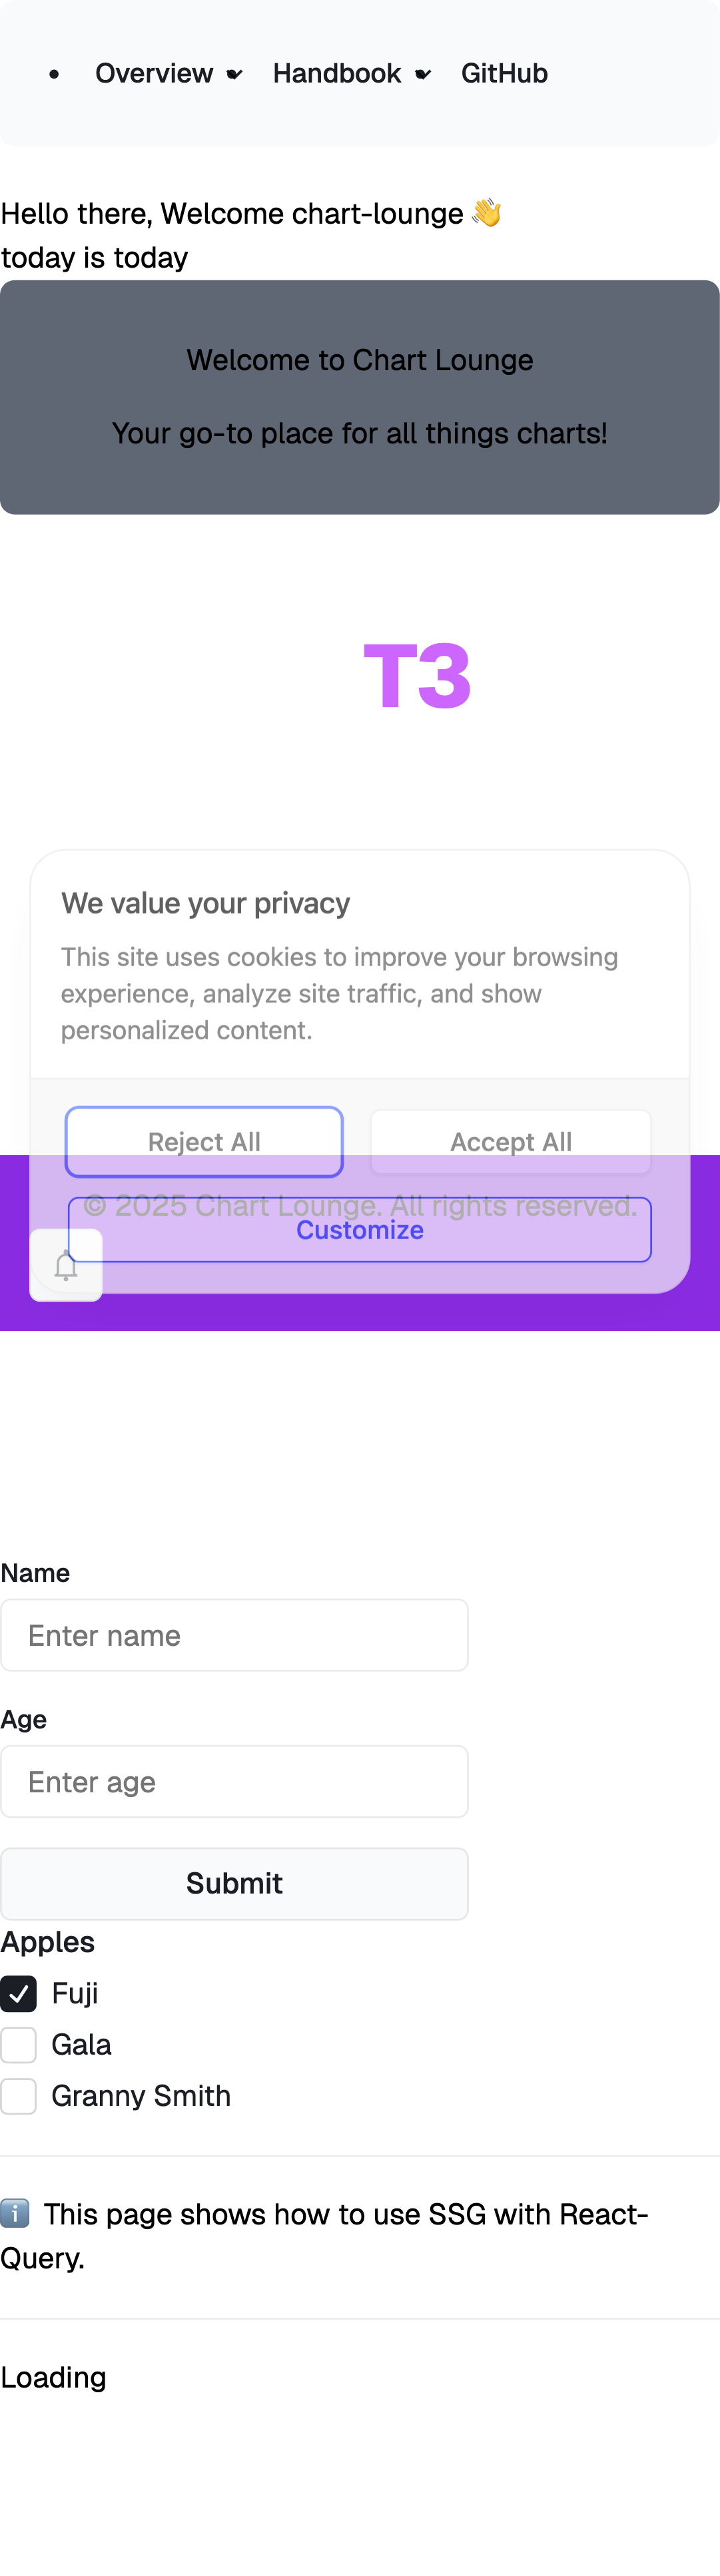 Overview
Handbook
GitHub
Hello there, Welcome chart-lounge 👋
today is today
Welcome to Chart Lounge
Your go-to place for all things charts!
T3
We value your privacy
This site uses cookies to improve your browsing
experience, analyze site traffic, and show
personalized content.
Reject All
Accept All
© 2025 Chart Lounge. All rights reserved.
Customize
Name
Enter name
Age
Enter age
Submit
Apples
Fuji
Gala
Granny Smith
ℹ️ This page shows how to use SSG with React-
Query.
Loading